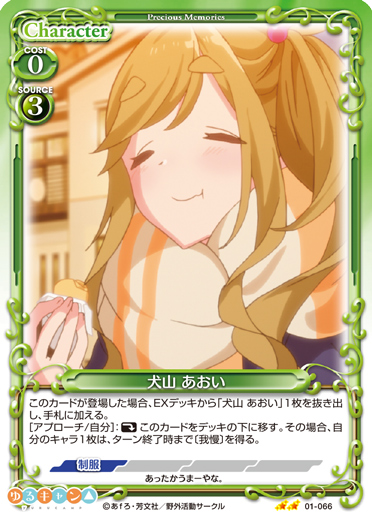 Precious Memories
Character
COST
0
SOURCE
3
犬山 あおい
このカードが登場した場合、EXデッキから「犬山 あおい」1枚を抜き出
し、手札に加える。
[アプローチ/自分]: このカードをデッキの下に移す。その場合、自
分のキャラ1枚は、ターン終了時まで[我慢]を得る。
制服
あったかうまーやな。
ゆるキャン△
©あfろ・芳文社/野外活動サークル
★★ 01-066